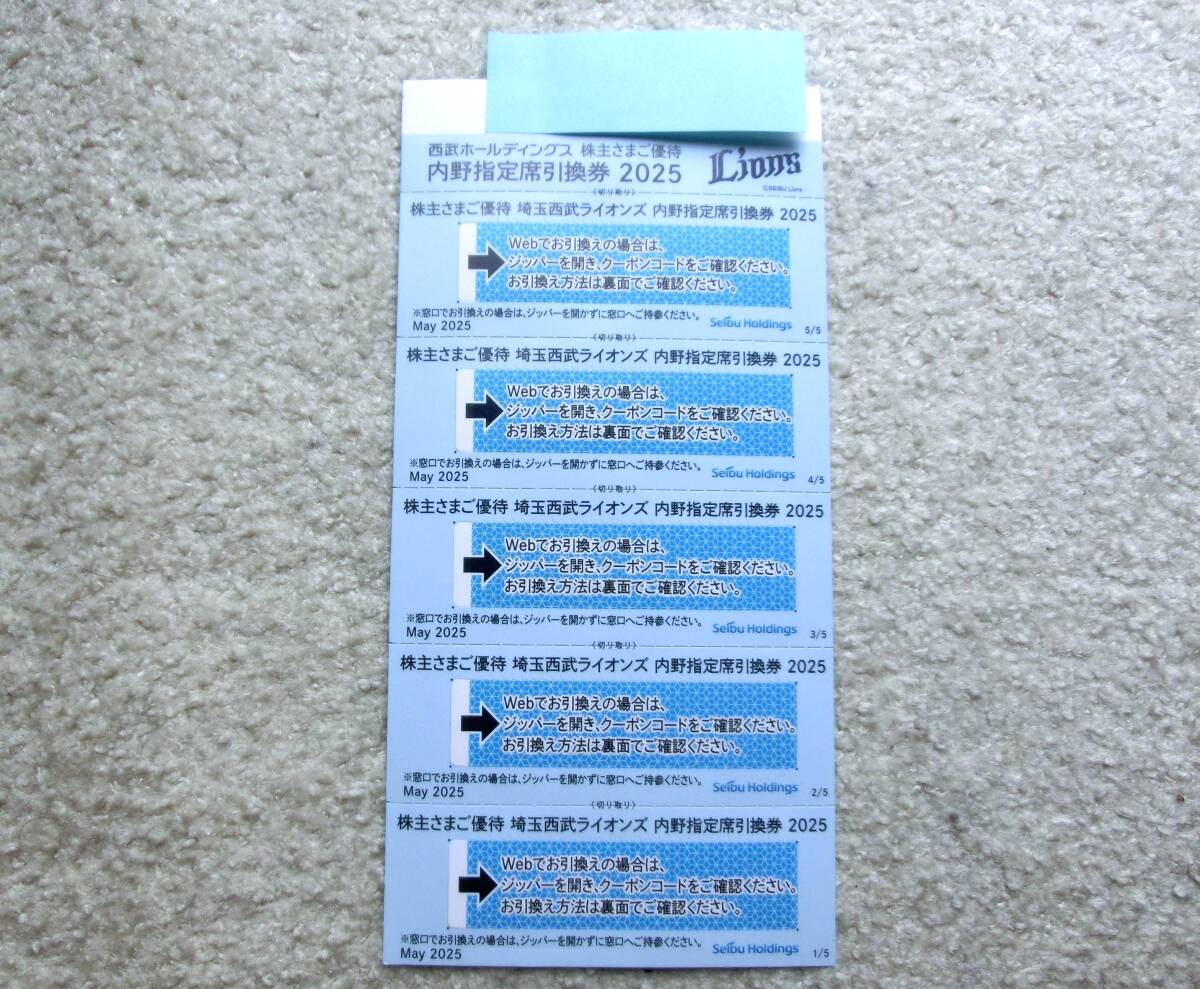 西武ホールディングス 株主さまご優待
内野指定席引換券 2025
Lions
©SEIBU Lions
〈切り取り〉
株主さまご優待 埼玉西武ライオンズ 内野指定席引換券 2025
Webでお引換えの場合は、
ジッパーを開き、クーポンコードをご確認ください。
お引換え方法は裏面でご確認ください。
※窓口でお引換えの場合は、ジッパーを開かずに窓口へご持参ください。
May 2025
Seibu Holdings
5/5
〈切り取り〉
株主さまご優待 埼玉西武ライオンズ 内野指定席引換券 2025
Webでお引換えの場合は、
ジッパーを開き、クーポンコードをご確認ください。
お引換え方法は裏面でご確認ください。
※窓口でお引換えの場合は、ジッパーを開かずに窓口へご持参ください。
May 2025
Seibu Holdings
4/5
〈切り取り〉
株主さまご優待 埼玉西武ライオンズ 内野指定席引換券 2025
Webでお引換えの場合は、
ジッパーを開き、クーポンコードをご確認ください。
お引換え方法は裏面でご確認ください。
※窓口でお引換えの場合は、ジッパーを開かずに窓口へご持参ください。
May 2025
Seibu Holdings
3/5
〈切り取り〉
株主さまご優待 埼玉西武ライオンズ 内野指定席引換券 2025
Webでお引換えの場合は、
ジッパーを開き、クーポンコードをご確認ください。
お引換え方法は裏面でご確認ください。
※窓口でお引換えの場合は、ジッパーを開かずに窓口へご持参ください。
May 2025
Seibu Holdings
2/5
〈切り取り〉
株主さまご優待 埼玉西武ライオンズ 内野指定席引換券 2025
Webでお引換えの場合は、
ジッパーを開き、クーポンコードをご確認ください。
お引換え方法は裏面でご確認ください。
※窓口でお引換えの場合は、ジッパーを開かずに窓口へご持参ください。
May 2025
Seibu Holdings
1/5